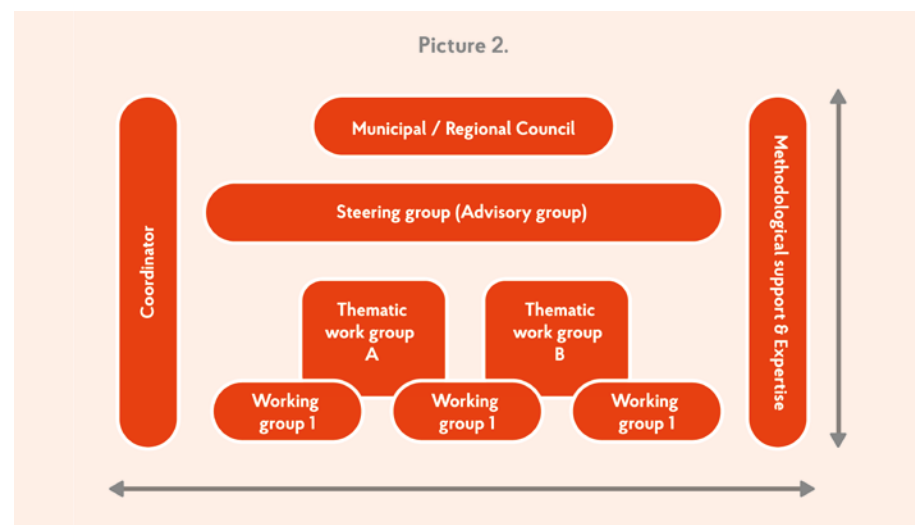 Picture 2.
Municipal / Regional Council
Steering group (Advisory group)
Coordinator
Thematic
work group
A
Thematic
work group
B
Working
group 1
Working
group 1
Working
group 1
Methodological support & Expertise